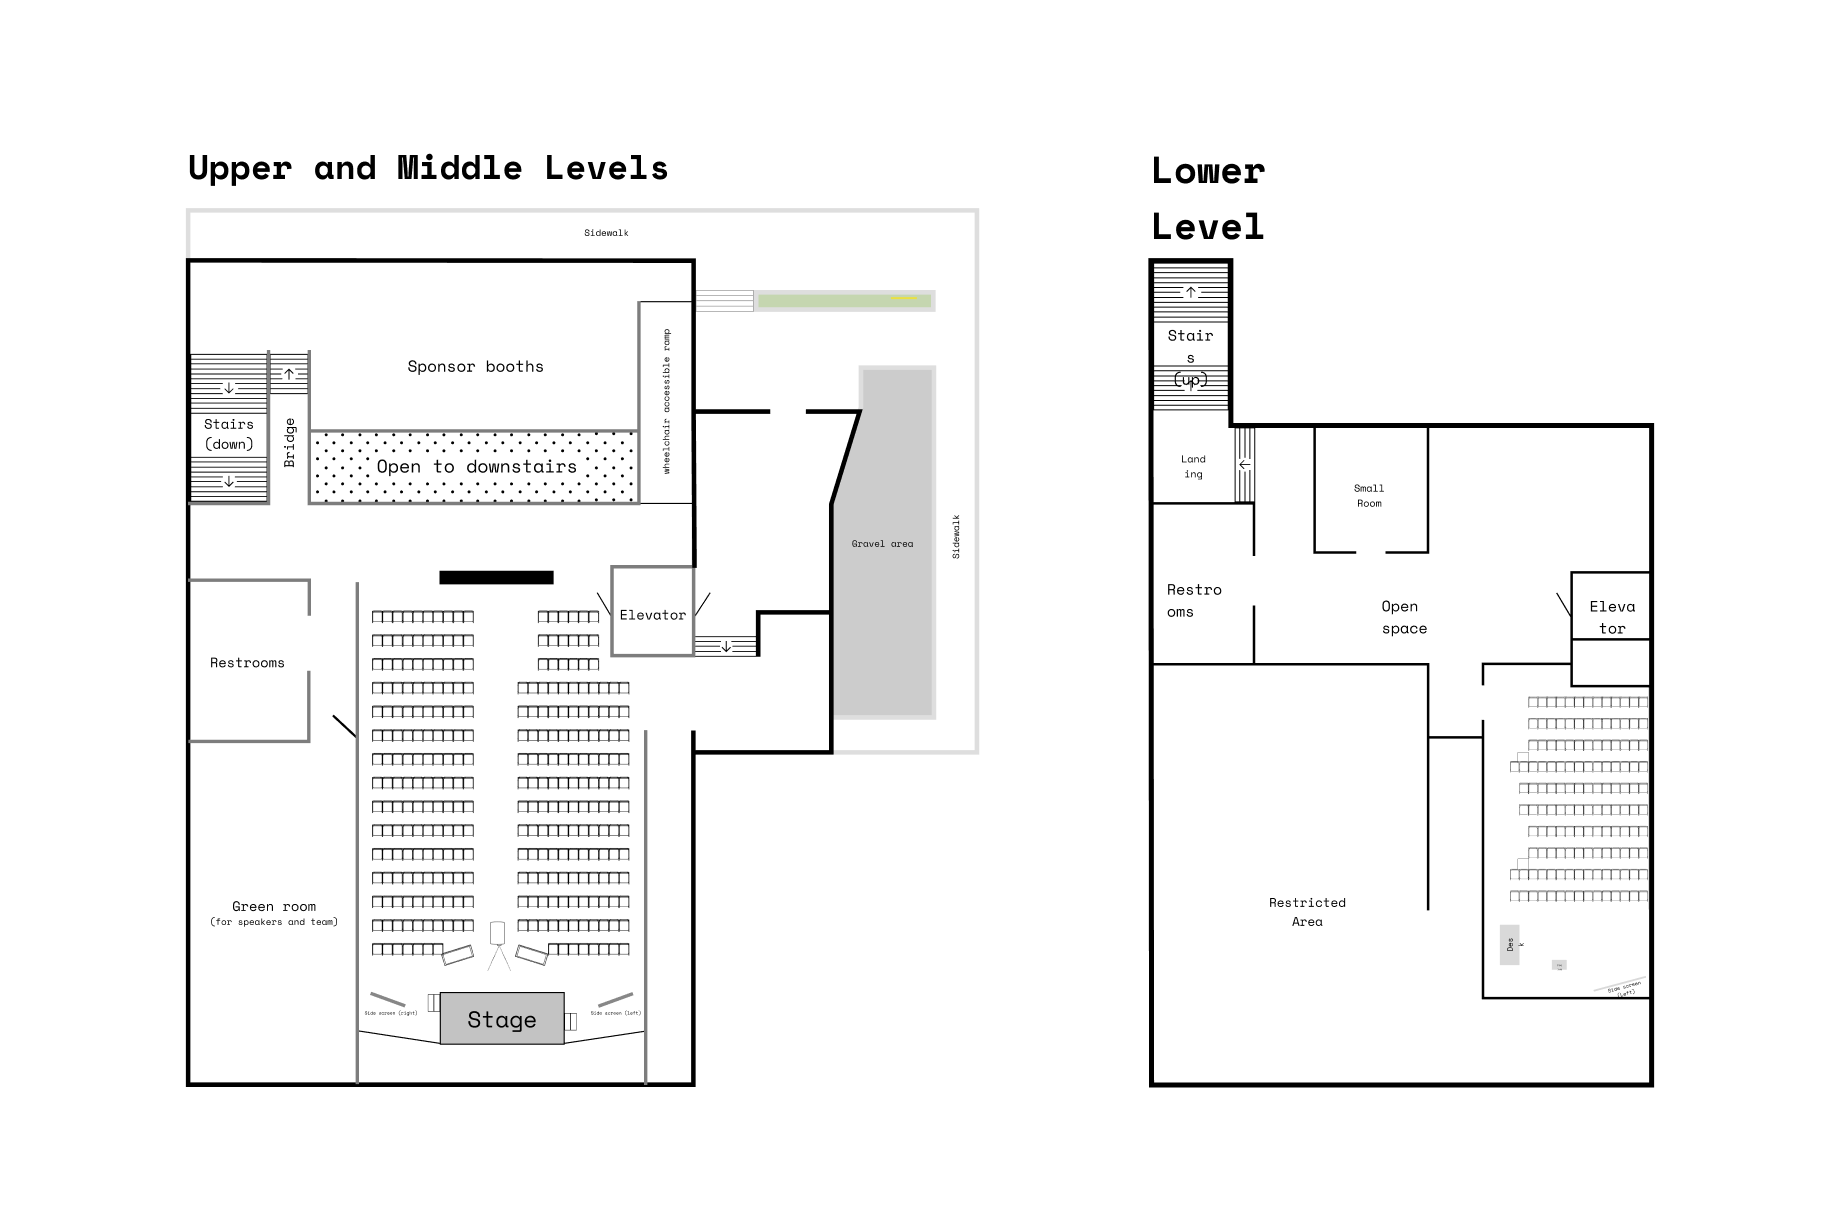 Upper and Middle Levels
Sidewalk
Sponsor booths
wheelchair accessible ramp
Stairs
(down)
Bridge
Open to downstairs
Gravel area
Sidewalk
Elevator
Restrooms
Green room
(for speakers and team)
Side screen (right)
Stage
Side screen (left)
Lower
Level
Stair
s
(up)
Land
ing
Small
Room
Restro
oms
Open
space
Eleva
tor
Restricted
Area
Des
k
Side screen
(left)